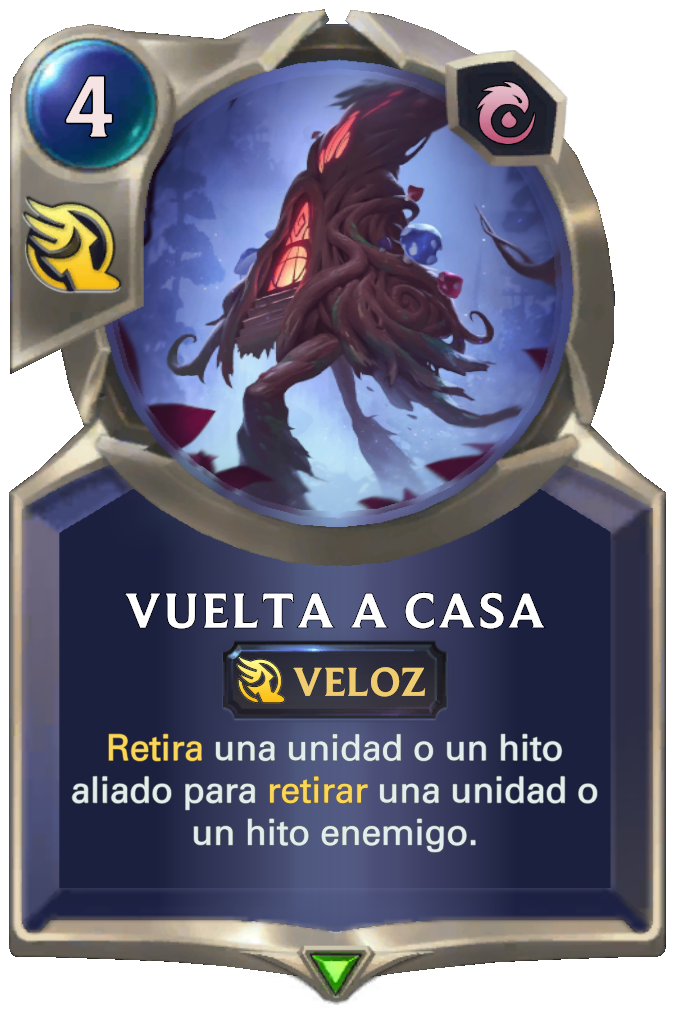 4
VUELTA A CASA
VELOZ
Retira una unidad o un hito
aliado para retirar una unidad o
un hito enemigo.